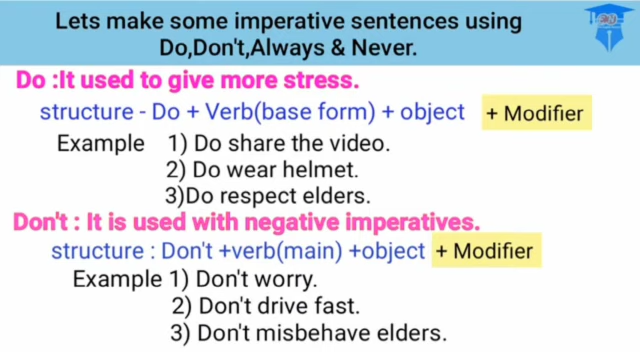 Lets make some imperative sentences using
Do,Don't,Always & Never.
Do :It used to give more stress.
structure - Do + Verb(base form) + object + Modifier
Example 1) Do share the video.
2) Do wear helmet.
3)Do respect elders.
Don't : It is used with negative imperatives.
structure : Don't +verb(main) +object + Modifier
Example 1) Don't worry.
2) Don't drive fast.
3) Don't misbehave elders.